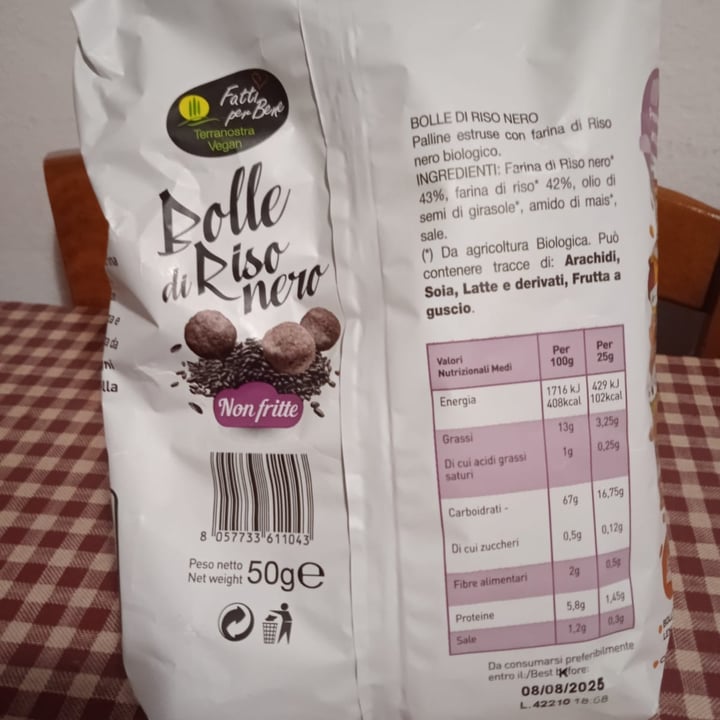 Fatti
per Bene
Terranostra
Vegan
Bolle
di Riso
nero
Non fritte
8 057733 611043
Peso netto
Net weight 50g℮
BOLLE DI RISO NERO
Palline estruse con farina di Riso
nero biologico.
INGREDIENTI: Farina di Riso nero*
43%, farina di riso* 42%, olio di
semi di girasole*, amido di mais*,
sale.
(*) Da agricoltura Biologica. Può
contenere tracce di: Arachidi,
Soia, Latte e derivati, Frutta a
guscio.
Valori
Nutrizionali Medi
Per
100g
Per
25g
Energia
1716 kJ
408kcal
429 kJ
102kcal
Grassi 13g 3,25g
Di cui acidi grassi
saturi
1g 0,25g
Carboidrati - 67g 16,75g
Di cui zuccheri 0,5g 0,12g
Fibre alimentari 2g 0,5g
Proteine 5,8g 1,45g
Sale 1,2g 0,3g
Da consumarsi preferibilmente
entro il:/Best before:
08/08/2025
L.42210 18:08